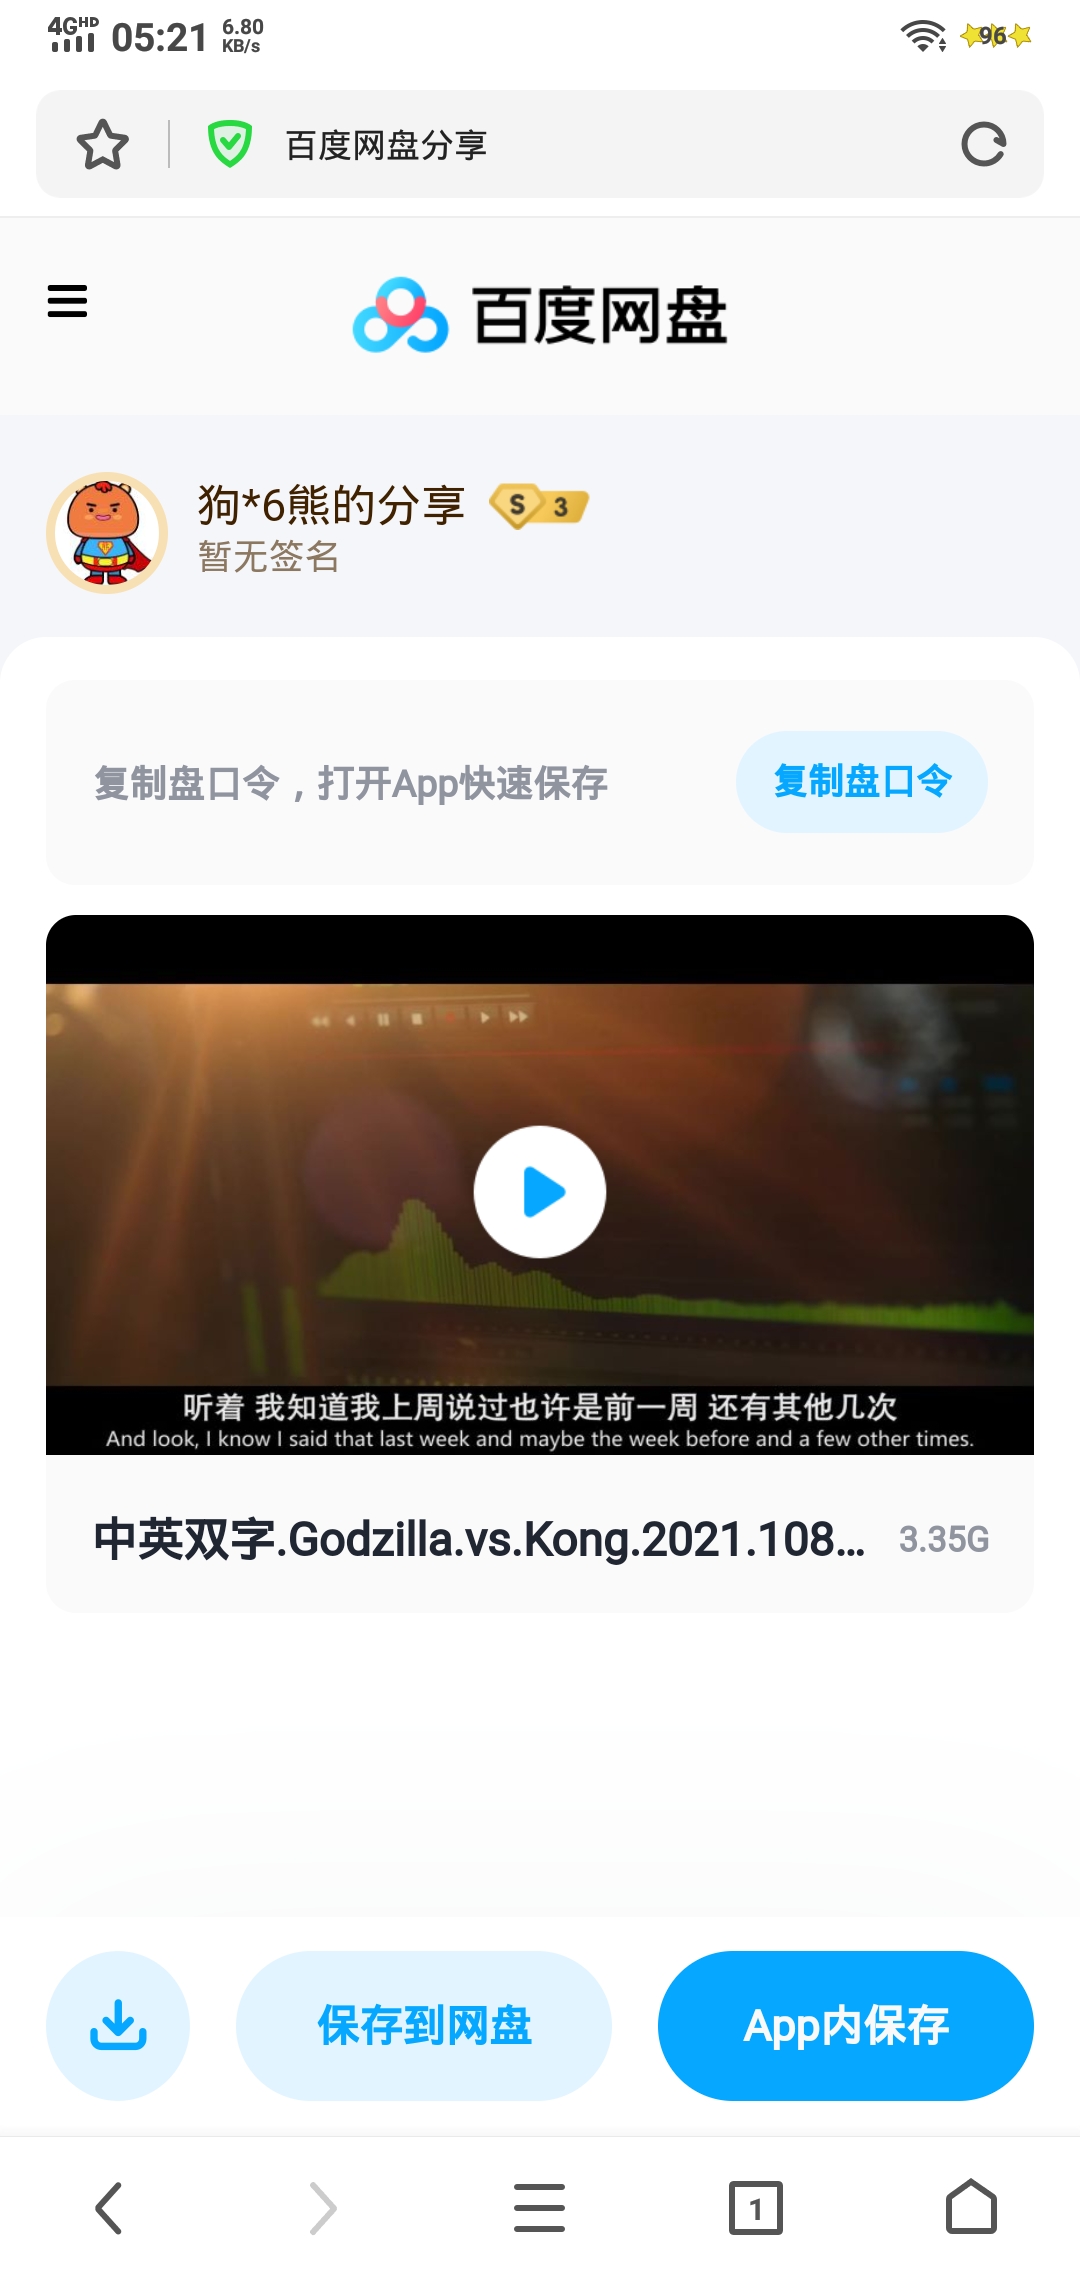 4G HD 05:21 6.80 KB/s 96
百度网盘分享
百度网盘
狗*6熊的分享 S 3
暂无签名
复制盘口令，打开App快速保存 复制盘口令
听着 我知道我上周说过也许是前一周 还有其他几次
And look, I know I said that last week and maybe the week before and a few other times.
中英双字.Godzilla.vs.Kong.2021.108... 3.35G
保存到网盘 App内保存
1